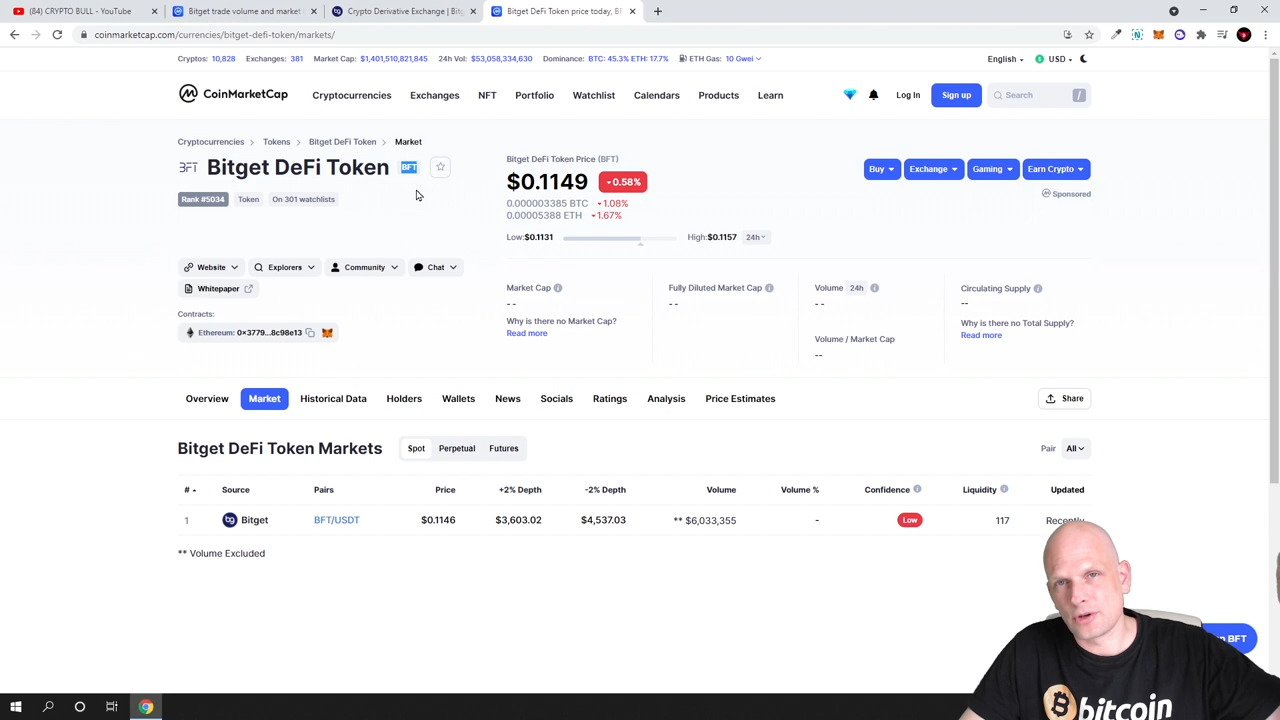 (84) CRYPTO BULL - YouTube
Bitget trade volume and market
Crypto Derivative Exchange | Bitg
Bitget DeFi Token price today, BF
coinmarketcap.com/currencies/bitget-defi-token/markets/
Cryptos: 10,828 Exchanges: 381 Market Cap: $1,401,510,821,845 24h Vol: $53,058,334,630 Dominance: BTC: 45.3% ETH: 17.7% ETH Gas: 10 Gwei English USD
CoinMarketCap Cryptocurrencies Exchanges NFT Portfolio Watchlist Calendars Products Learn Log In Sign up Search /
Cryptocurrencies > Tokens > Bitget DeFi Token > Market
BFT Bitget DeFi Token BFT
Rank #5034 Token On 301 watchlists
Website Explorers Community Chat
Whitepaper
Contracts:
Ethereum: 0x3779...8c98e13
Bitget DeFi Token Price (BFT)
$0.1149 0.58%
0.000003385 BTC 1.08%
0.00005388 ETH 1.67%
Low: $0.1131 High: $0.1157 24h
Buy Exchange Gaming Earn Crypto
Sponsored
Market Cap
- -
Why is there no Market Cap?
Read more
Fully Diluted Market Cap
- -
Volume 24h
- -
Volume / Market Cap
--
Circulating Supply
--
Why is there no Total Supply?
Read more
Overview Market Historical Data Holders Wallets News Socials Ratings Analysis Price Estimates Share
Bitget DeFi Token Markets Spot Perpetual Futures Pair All
# Source Pairs Price +2% Depth -2% Depth Volume Volume % Confidence Liquidity Updated
1 Bitget BFT/USDT $0.1146 $3,603.02 $4,537.03 ** $6,033,355 - Low 117 Recently
** Volume Excluded
BFT
bitcoin